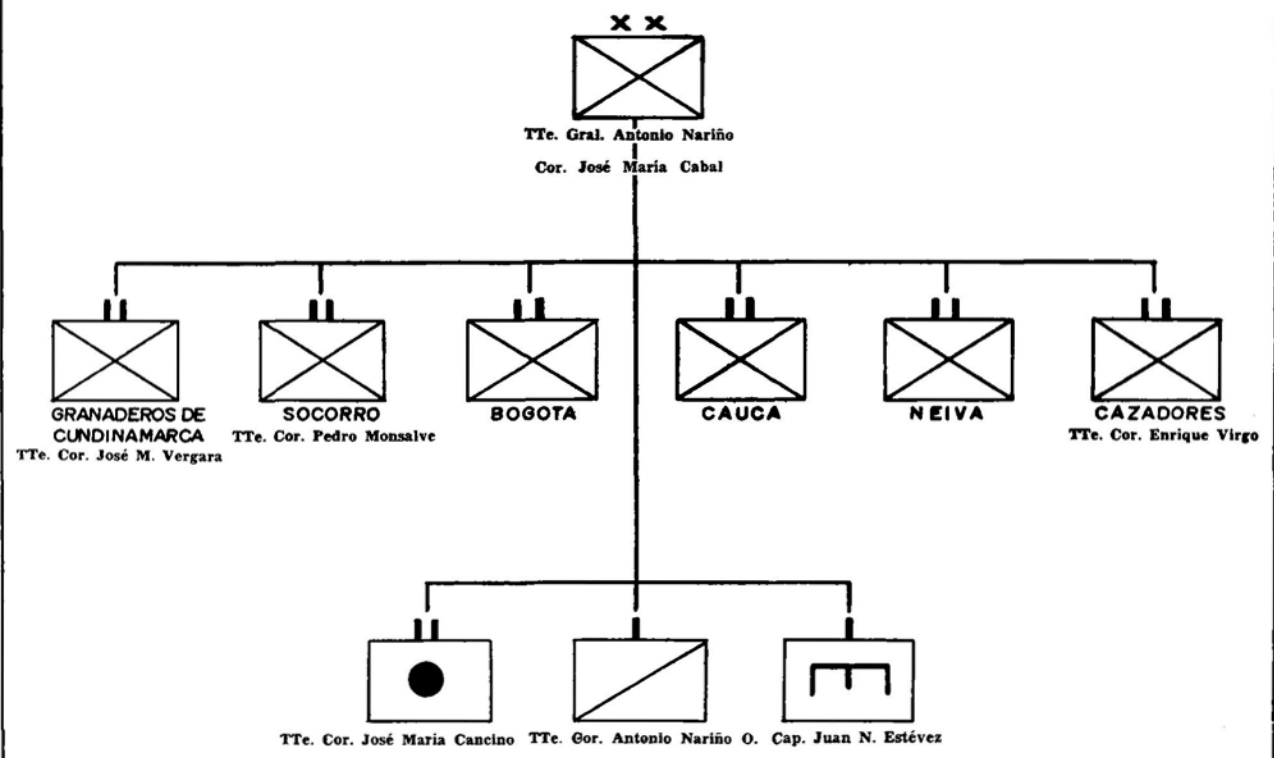 TTe. Gral. Antonio Nariño
Cor. José María Cabal
GRANADEROS DE
CUNDINAMARCA
TTe. Cor. José M. Vergara
SOCORRO
TTe. Cor. Pedro Monsalve
BOGOTA
CAUCA
NEIVA
CAZADORES
TTe. Cor. Enrique Virgo
TTe. Cor. José Maria Cancino
TTe. Cor. Antonio Nariño O.
Cap. Juan N. Estévez